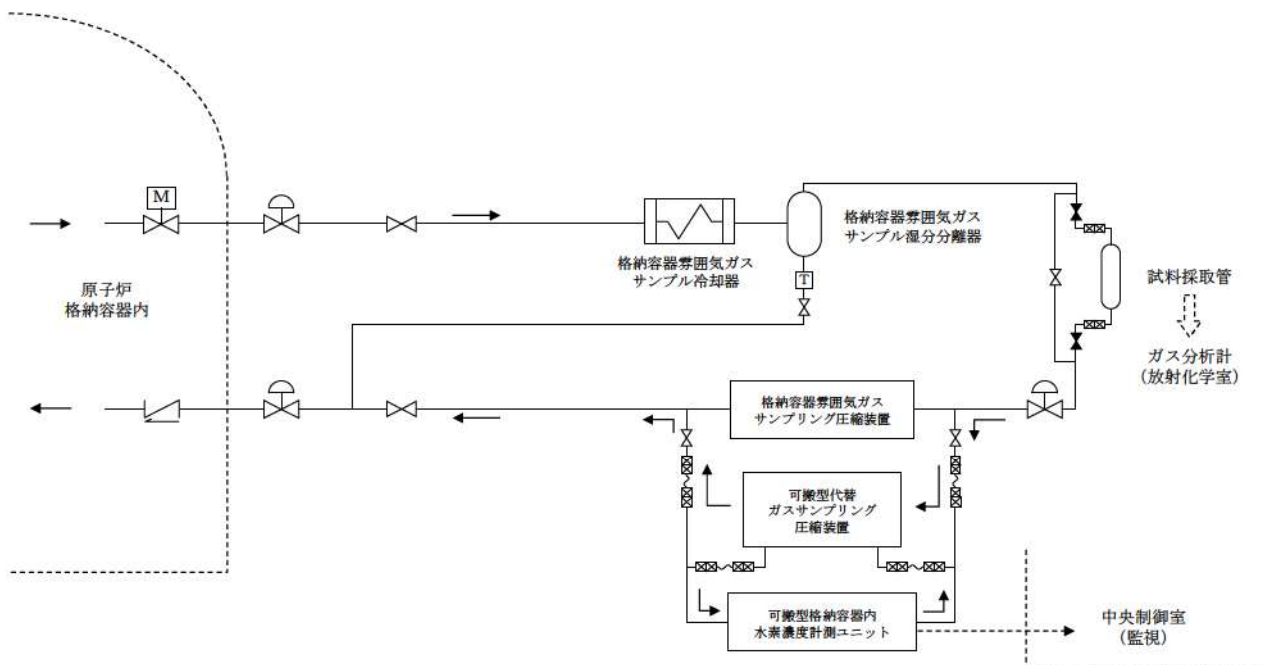 M
原子炉
格納容器内
格納容器雰囲気ガス
サンプル冷却器
格納容器雰囲気ガス
サンプル湿分分離器
T
試料採取管
ガス分析計
(放射化学室)
格納容器雰囲気ガス
サンプリング圧縮装置
可搬型代替
ガスサンプリング
圧縮装置
可搬型格納容器内
水素濃度計測ユニット
中央制御室
(監視)